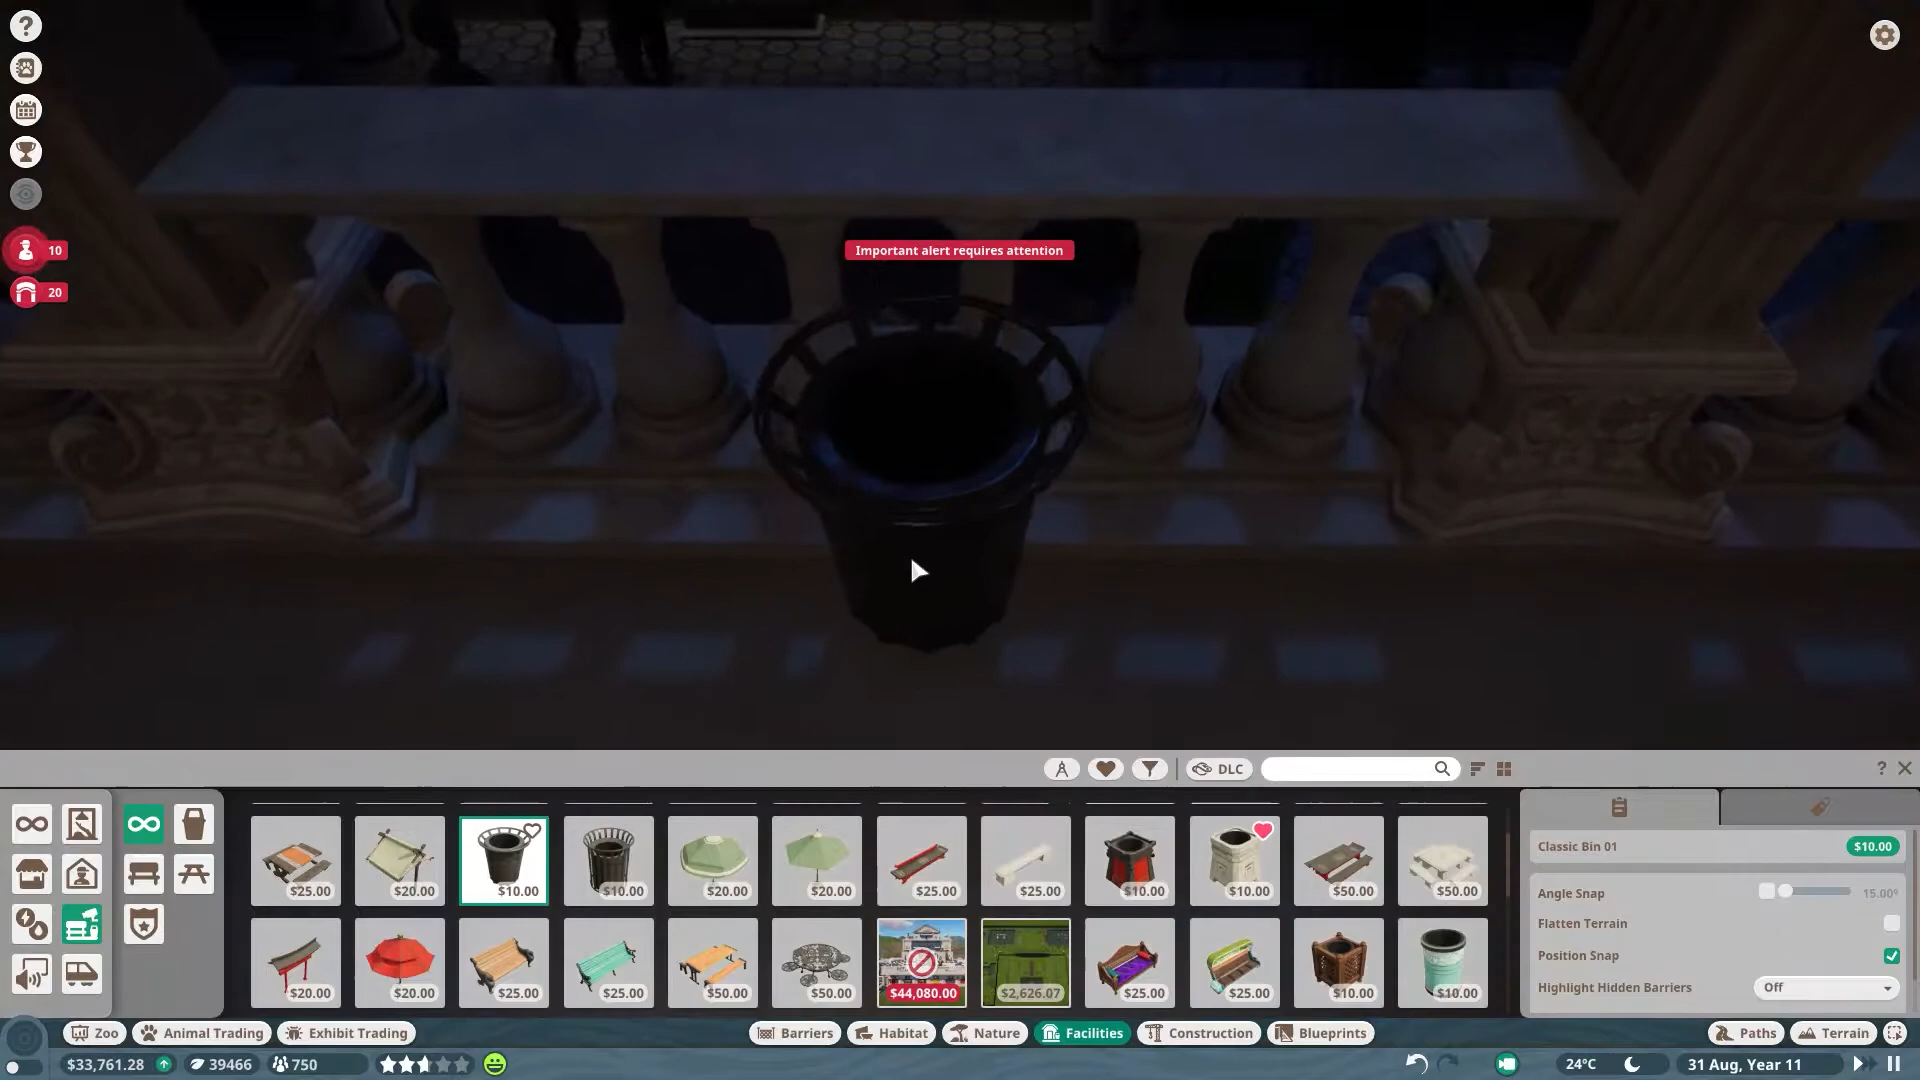 ?
10
20
Important alert requires attention
DLC
? ×
$25.00 $20.00 $10.00 $10.00 $20.00 $20.00 $25.00 $25.00 $10.00 $10.00 $50.00 $50.00
$20.00 $20.00 $25.00 $25.00 $50.00 $50.00 $44,080.00 $2,626.07 $25.00 $25.00 $10.00 $10.00
Classic Bin 01 $10.00
Angle Snap 15.00°
Flatten Terrain
Position Snap
Highlight Hidden Barriers Off
Zoo Animal Trading Exhibit Trading Barriers Habitat Nature Facilities Construction Blueprints Paths Terrain
$33,761.28 39466 750 24°C 31 Aug, Year 11